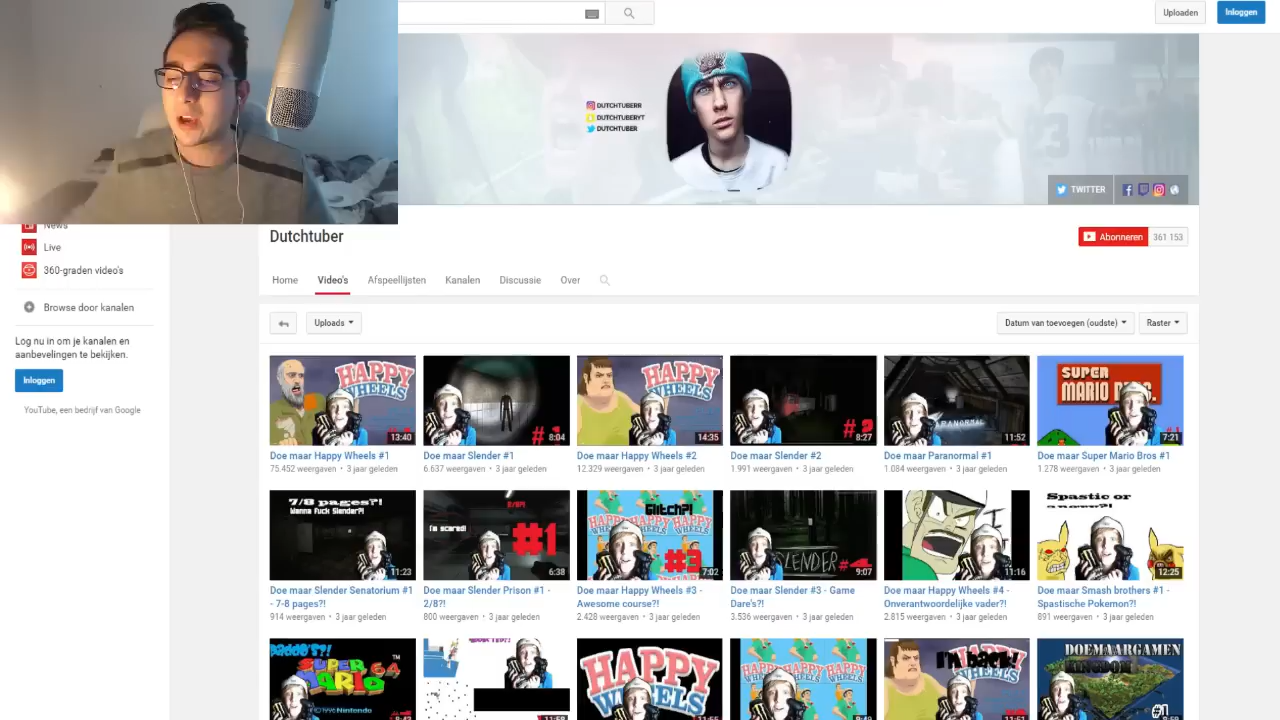 Uploaden
Inloggen
DUTCHTUBERR
DUTCHTUBERYT
DUTCHTUBER
TWITTER
News
Dutchtuber
Abonneren 361 153
Live
360-graden video's
Home Video's Afspeellijsten Kanalen Discussie Over
Browse door kanalen
Uploads
Datum van toevoegen (oudste)
Raster
Log nu in om je kanalen en
aanbevelingen te bekijken.
Inloggen
YouTube, een bedrijf van Google
HAPPY
WHEELS
13:40
Doe maar Happy Wheels #1
75.452 weergaven • 3 jaar geleden
#1
8:04
Doe maar Slender #1
6.637 weergaven • 3 jaar geleden
HAPPY
WHEELS
14:35
Doe maar Happy Wheels #2
12.329 weergaven • 3 jaar geleden
#2
8:27
Doe maar Slender #2
1.991 weergaven • 3 jaar geleden
PARANORMAL
11:52
Doe maar Paranormal #1
1.084 weergaven • 3 jaar geleden
SUPER
MARIO BROS.
#1
7:21
Doe maar Super Mario Bros #1
1.278 weergaven • 3 jaar geleden
7/8 pages?!
Wanna fuck Slender?!
11:23
Doe maar Slender Senatorium #1
- 7-8 pages?!
914 weergaven • 3 jaar geleden
2/8?!
I'm scared!
#1
6:38
Doe maar Slender Prison #1 -
2/8?!
800 weergaven • 3 jaar geleden
Glitch?!
#3
7:02
Doe maar Happy Wheels #3 -
Awesome course?!
2.428 weergaven • 3 jaar geleden
SLENDER #4
9:07
Doe maar Slender #3 - Game
Dare's?!
3.536 weergaven • 3 jaar geleden
11:16
Doe maar Happy Wheels #4 -
Onverantwoordelijke vader?!
2.815 weergaven • 3 jaar geleden
Spastic or
12:25
Doe maar Smash brothers #1 -
Spastische Pokemon?!
891 weergaven • 3 jaar geleden
SUPER 64
MARIO
Nintendo
HAPPY
WHEELS
I'm back!
DOEMAARGAMEN
KINGDOM
#1